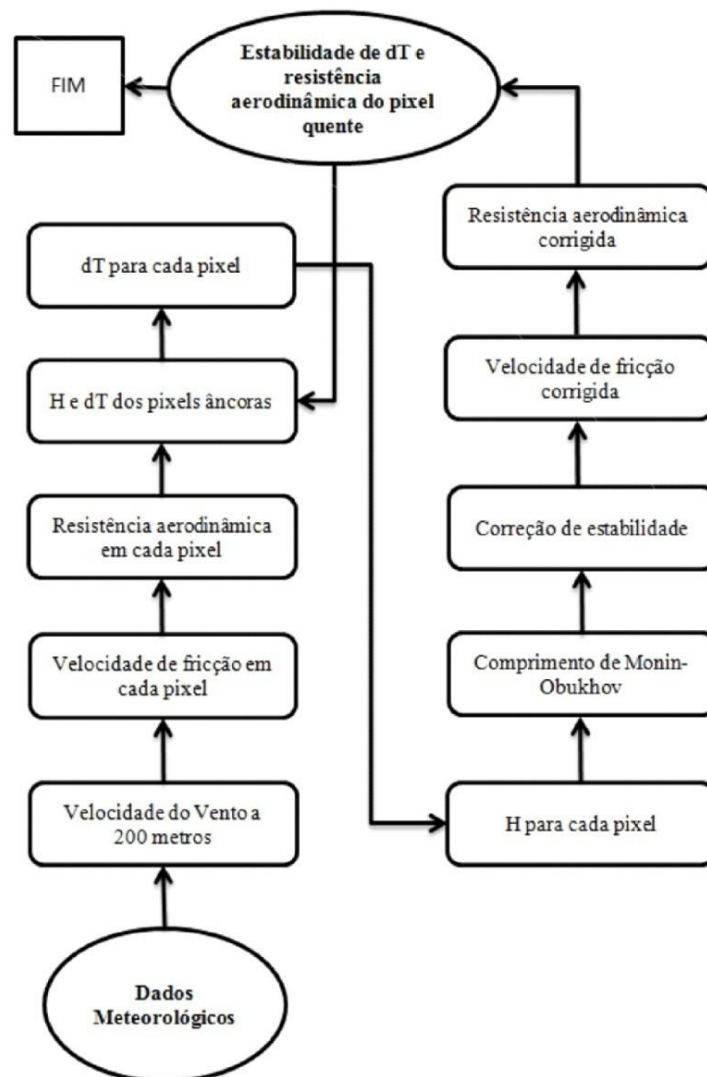 FIM
Estabilidade de dT e
resistência
aerodinâmica do pixel
quente
dT para cada pixel
H e dT dos pixels âncoras
Resistência aerodinâmica
em cada pixel
Velocidade de fricção em
cada pixel
Velocidade do Vento a
200 metros
Dados
Meteorológicos
Resistência aerodinâmica
corrigida
Velocidade de fricção
corrigida
Correção de estabilidade
Comprimento de Monin-
Obukhov
H para cada pixel